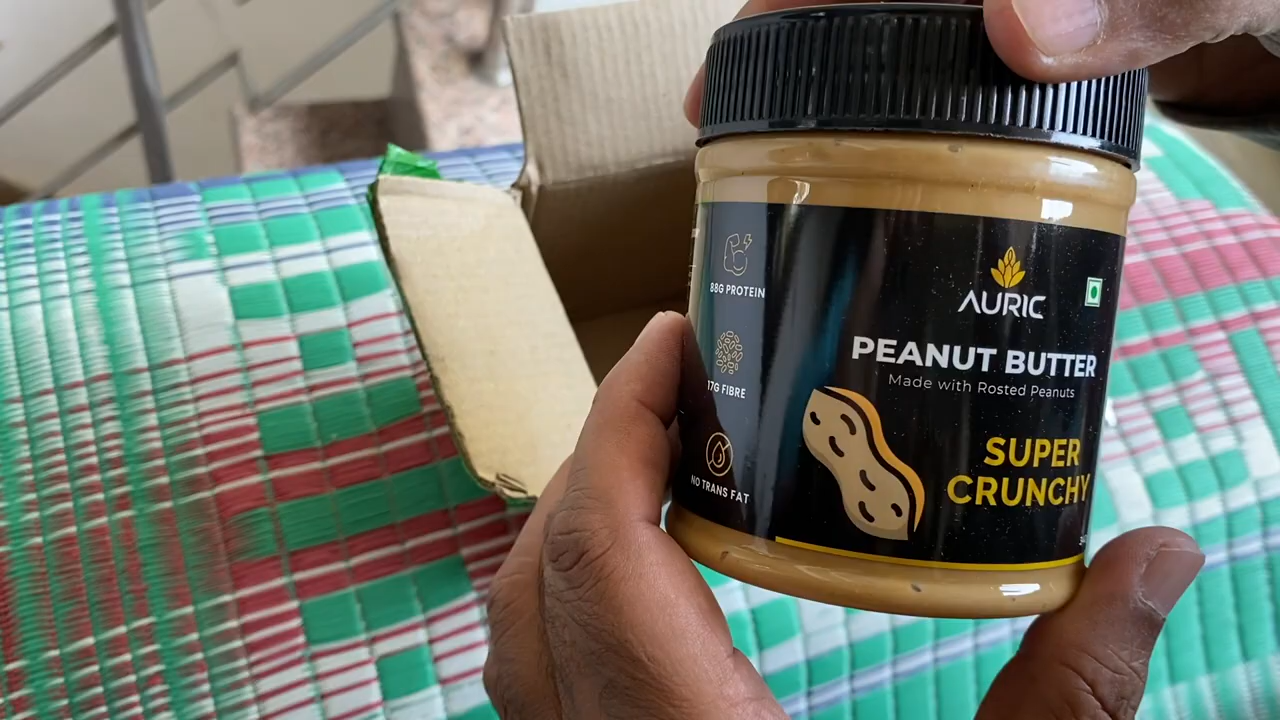 88G PROTEIN
17G FIBRE
NO TRANS FAT
AURIC
PEANUT BUTTER
Made with Rosted Peanuts
SUPER
CRUNCHY